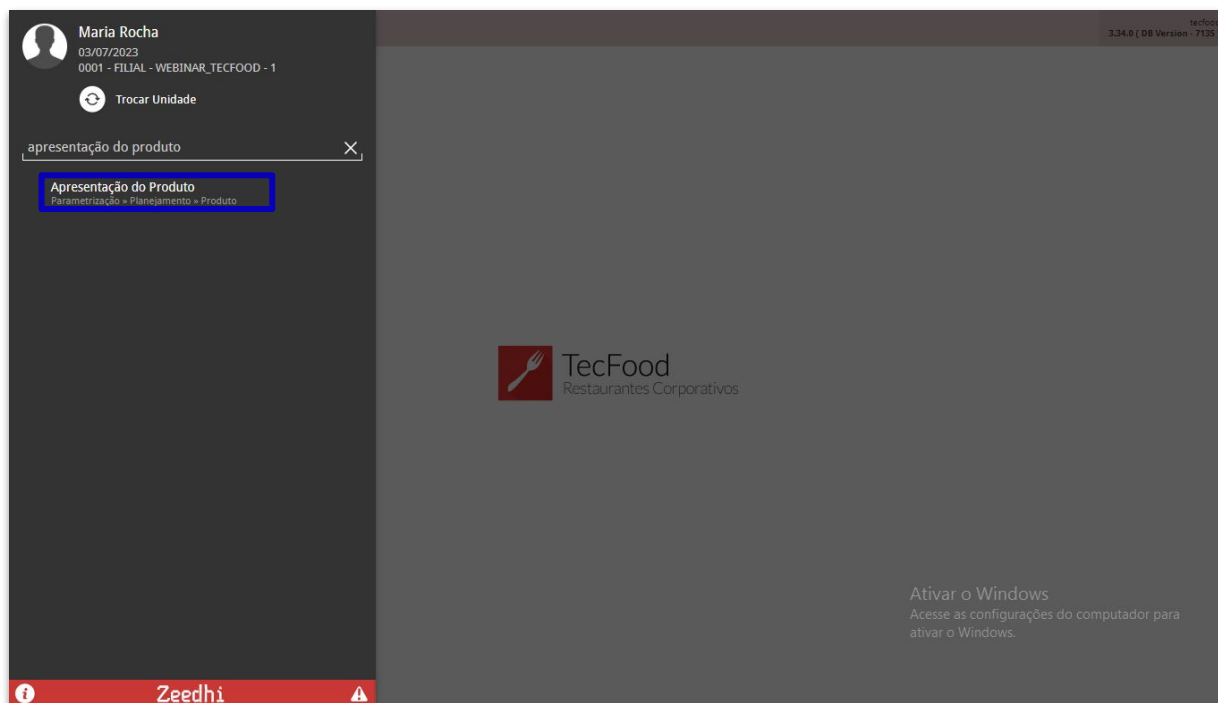 Maria Rocha
03/07/2023
0001 - FILIAL - WEBINAR_TECFOOD - 1
Trocar Unidade
apresentação do produto
Apresentação do Produto
Parametrização » Planejamento » Produto
3.34.0 ( DB Version - 7135
TecFood
Restaurantes Corporativos
Ativar o Windows
Acesse as configurações do computador para
ativar o Windows.
Zeedhi